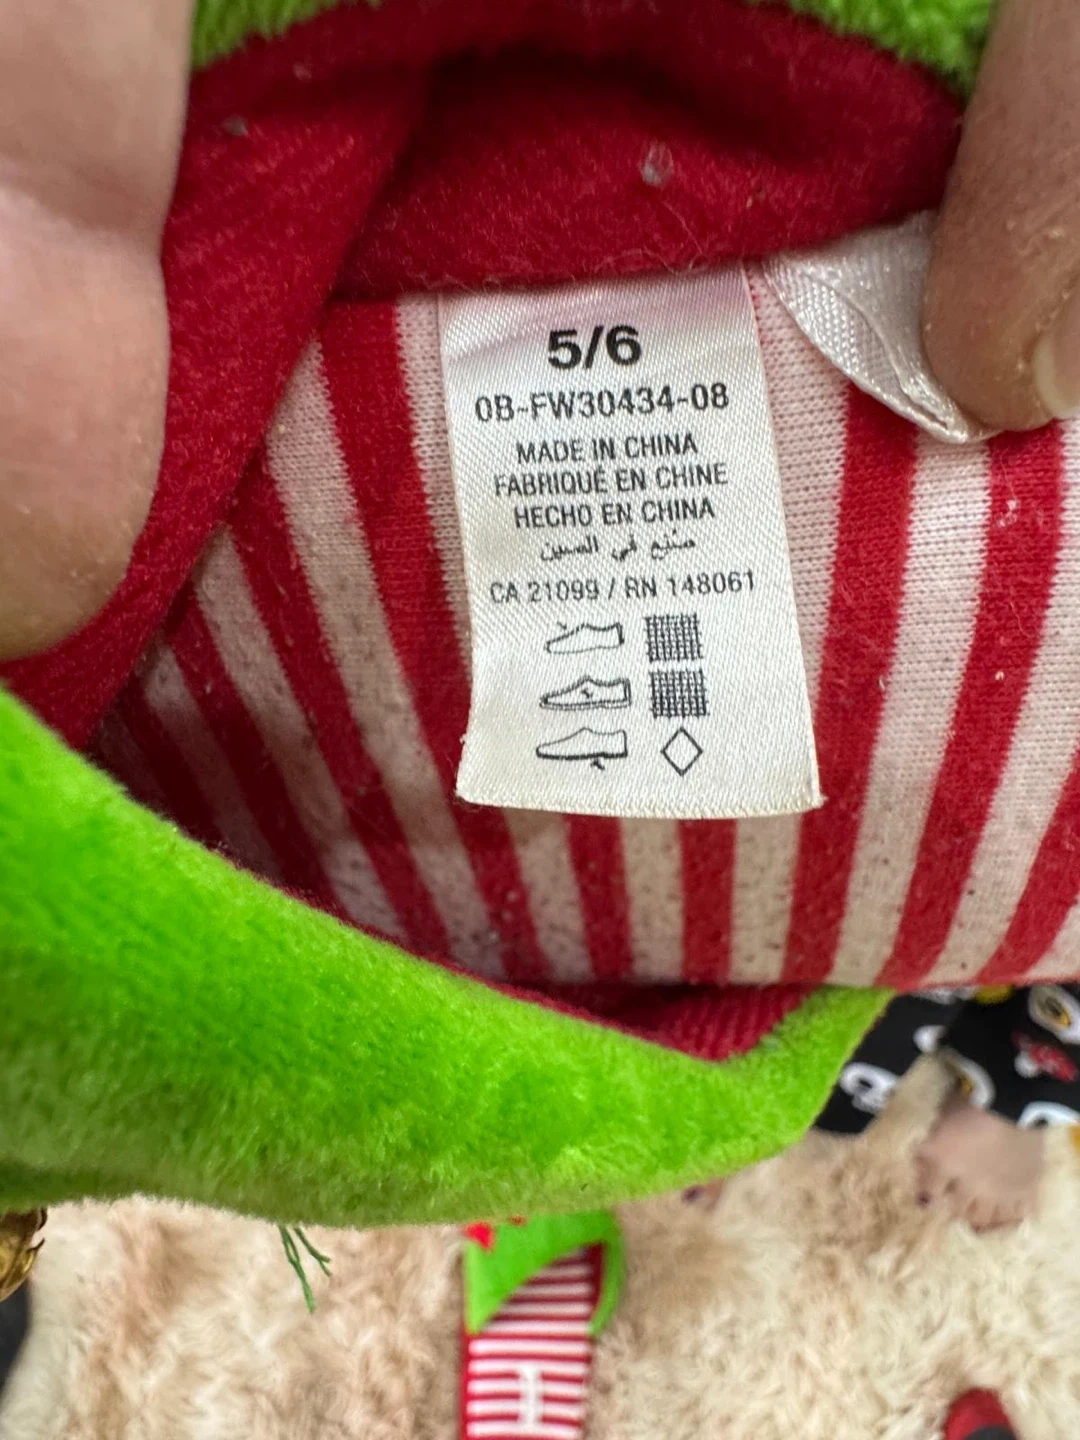 5/6
0B-FW30434-08
MADE IN CHINA
FABRIQUÉ EN CHINE
HECHO EN CHINA
صنع في الصين
CA 21099 / RN 148061
H